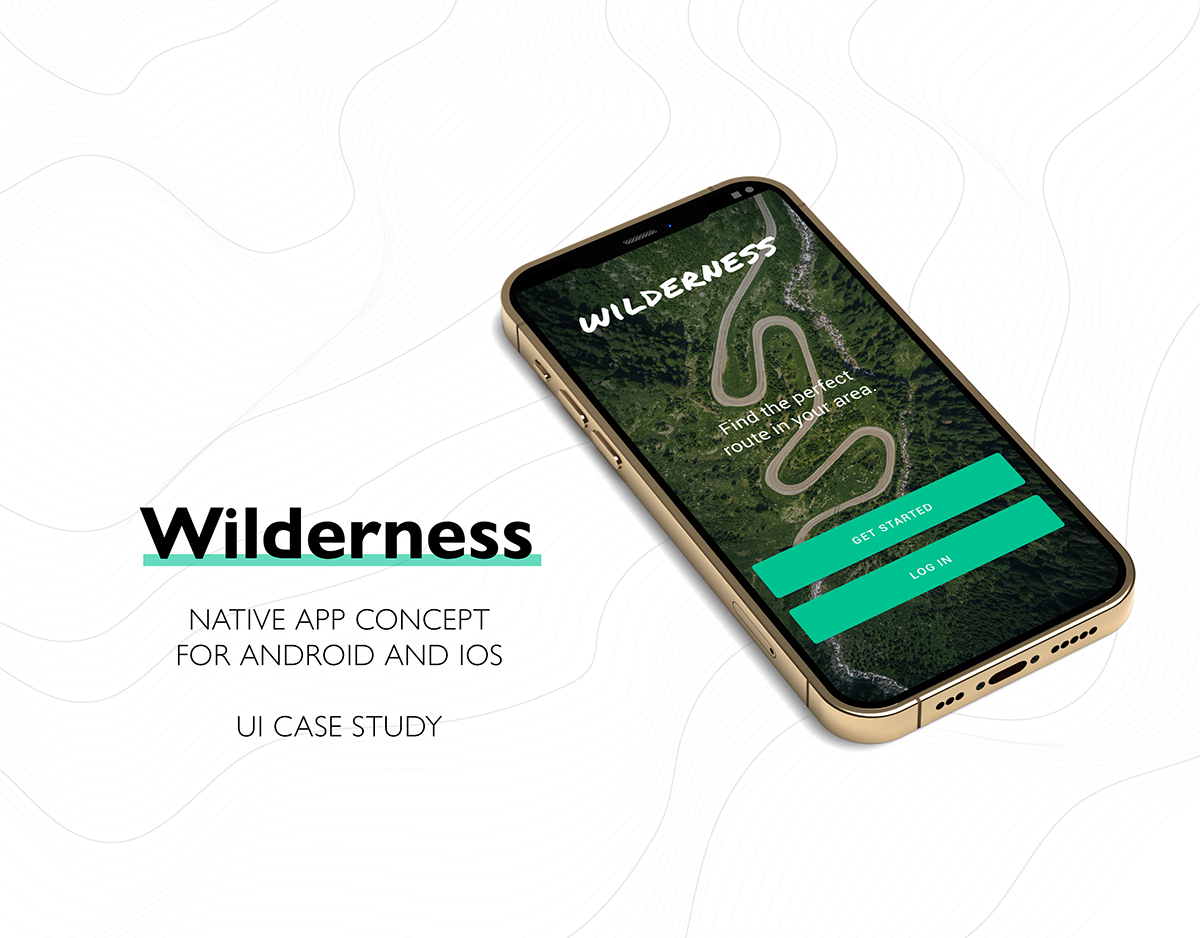 Wilderness
NATIVE APP CONCEPT
FOR ANDROID AND IOS
UI CASE STUDY
WILDERNESS
Find the perfect
route in your area.
GET STARTED
LOG IN